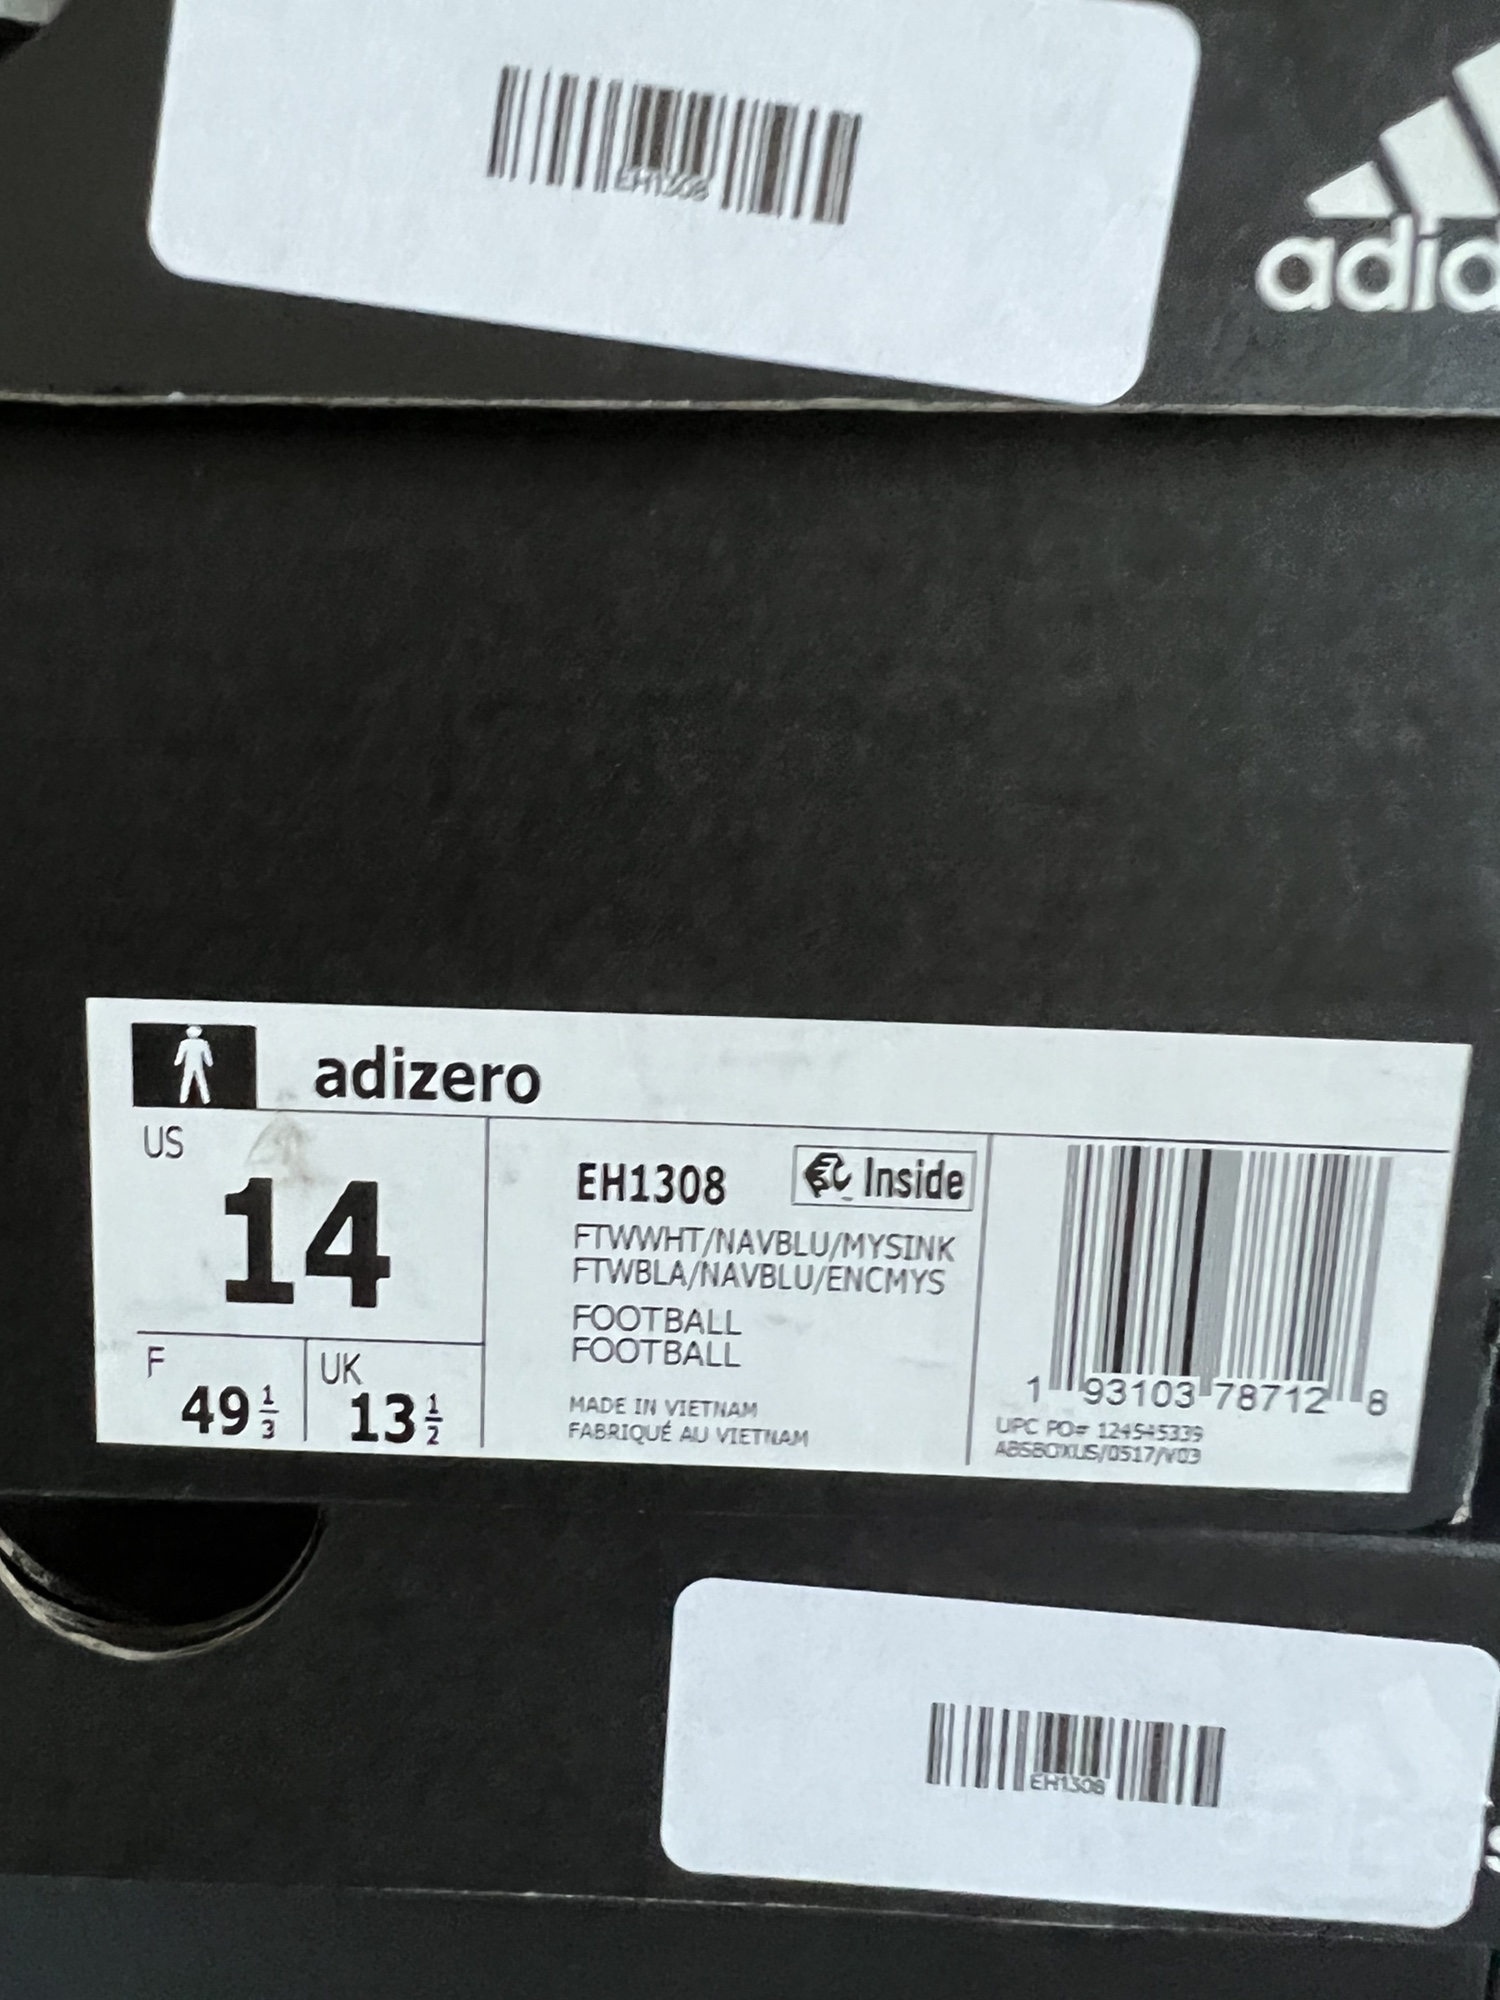 EH1308
adid
adizero
US
14
F
49 1/3
UK
13 1/2
EH1308
Inside
FTWWHT/NAVBLU/MYSINK
FTWBLA/NAVBLU/ENCMYS
FOOTBALL
FOOTBALL
MADE IN VIETNAM
FABRIQUÉ AU VIETNAM
1 93103 78712 8
UPC PO# 124545339
ABSBOXUS/0517/V03
EH1308